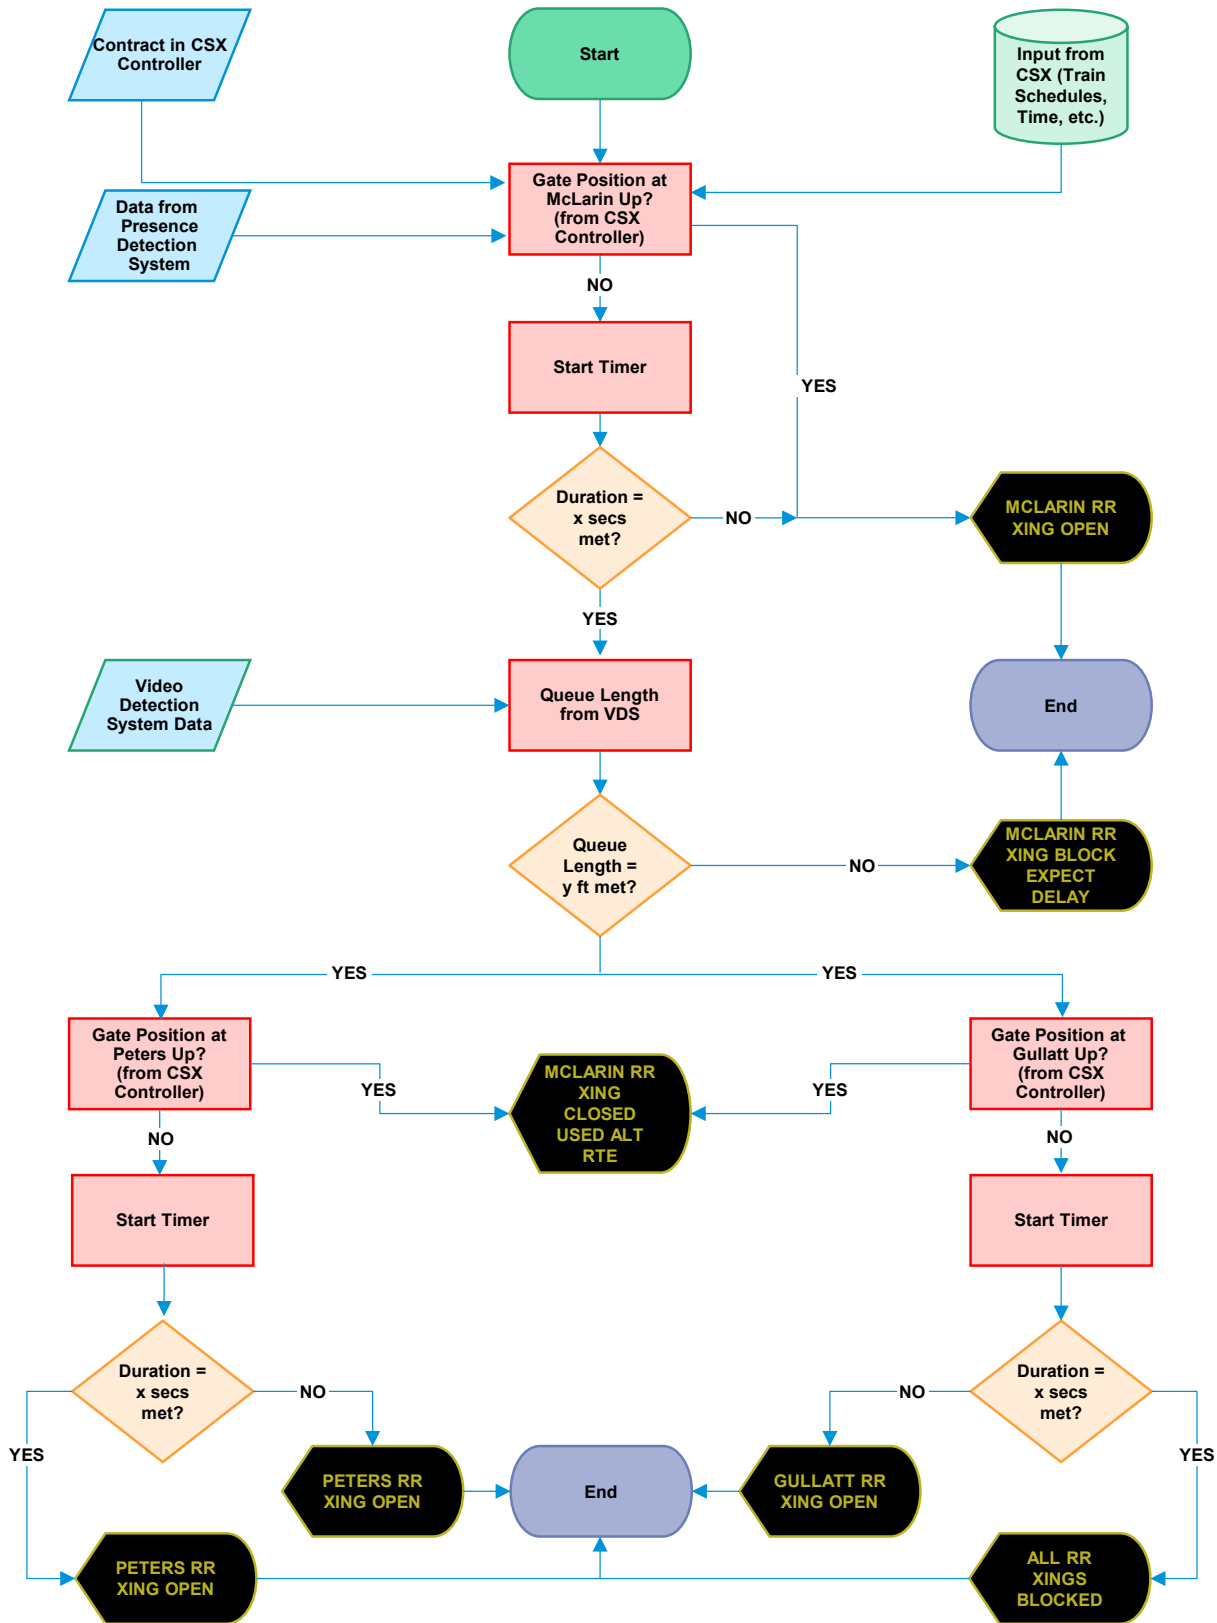 Contract in CSX
Controller
Start
Input from
CSX (Train
Schedules,
Time, etc.)
Gate Position at
McLarin Up?
(from CSX
Controller)
Data from
Presence
Detection
System
NO
Start Timer
YES
Duration =
x secs
met?
NO
MCLARIN RR
XING OPEN
YES
Video
Detection
System Data
Queue Length
from VDS
End
Queue
Length =
y ft met?
NO
MCLARIN RR
XING BLOCK
EXPECT
DELAY
YES
YES
Gate Position at
Peters Up?
(from CSX
Controller)
YES
MCLARIN RR
XING
CLOSED
USED ALT
RTE
YES
Gate Position at
Gullatt Up?
(from CSX
Controller)
NO
NO
Start Timer
Start Timer
Duration =
x secs
met?
NO
NO
Duration =
x secs
met?
YES
YES
PETERS RR
XING OPEN
End
GULLATT RR
XING OPEN
PETERS RR
XING OPEN
ALL RR
XINGS
BLOCKED